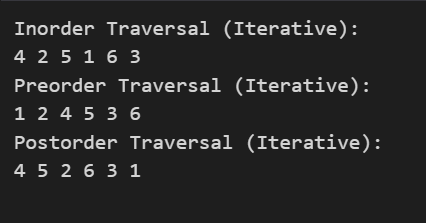 Inorder Traversal (Iterative):
4 2 5 1 6 3
Preorder Traversal (Iterative):
1 2 4 5 3 6
Postorder Traversal (Iterative):
4 5 2 6 3 1